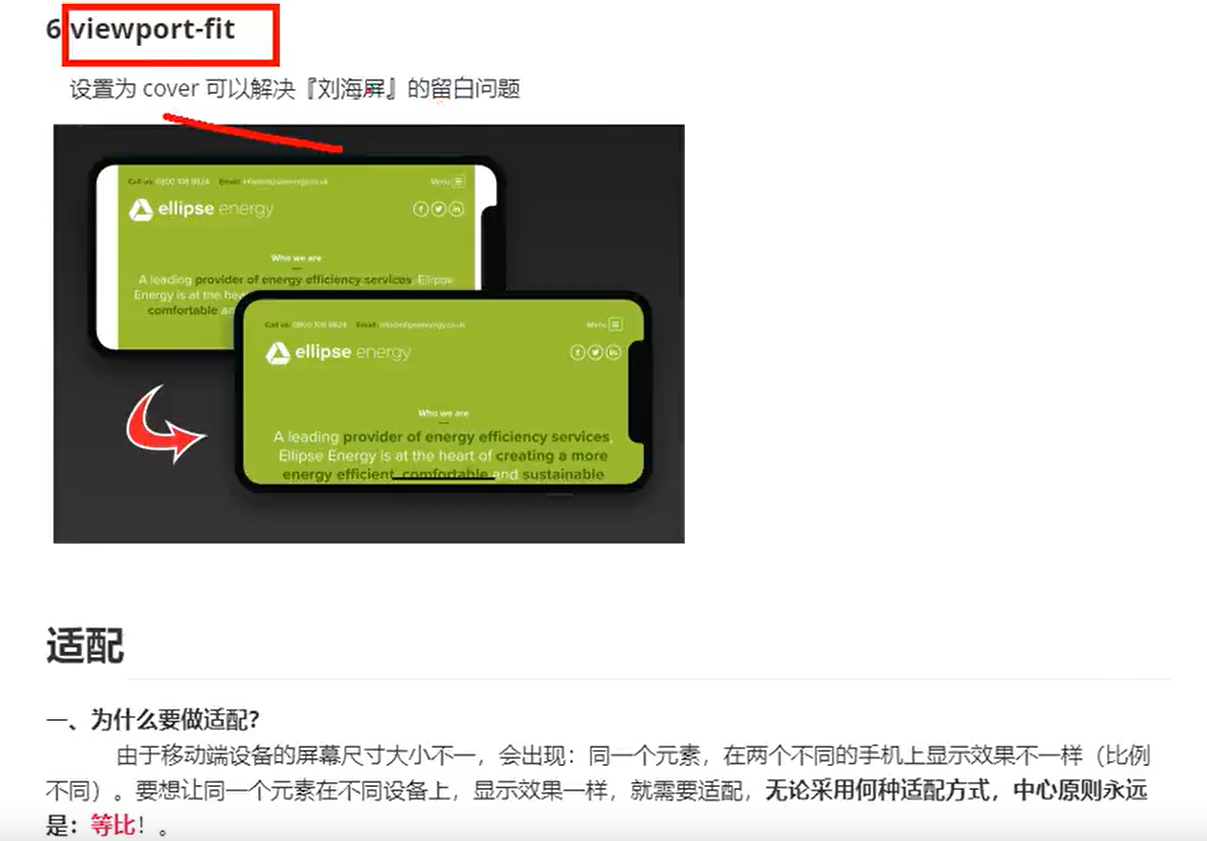 6 viewport-fit
设置为 cover 可以解决『刘海屏』的留白问题
Call us: 0800 108 8824 Email: info@ellipseenergy.co.uk Menu
ellipse energy
Who we are
A leading provider of energy efficiency services. Ellipse
Energy is at the hea
comfortable a
Call us: 0800 108 8824 Email: info@ellipseenergy.co.uk Menu
ellipse energy
Who we are
A leading provider of energy efficiency services.
Ellipse Energy is at the heart of creating a more
energy efficient, comfortable and sustainable
适配
一、为什么要做适配?
由于移动端设备的屏幕尺寸大小不一，会出现：同一个元素，在两个不同的手机上显示效果不一样（比例
不同）。要想让同一个元素在不同设备上，显示效果一样，就需要适配，无论采用何种适配方式，中心原则永远
是：等比！。